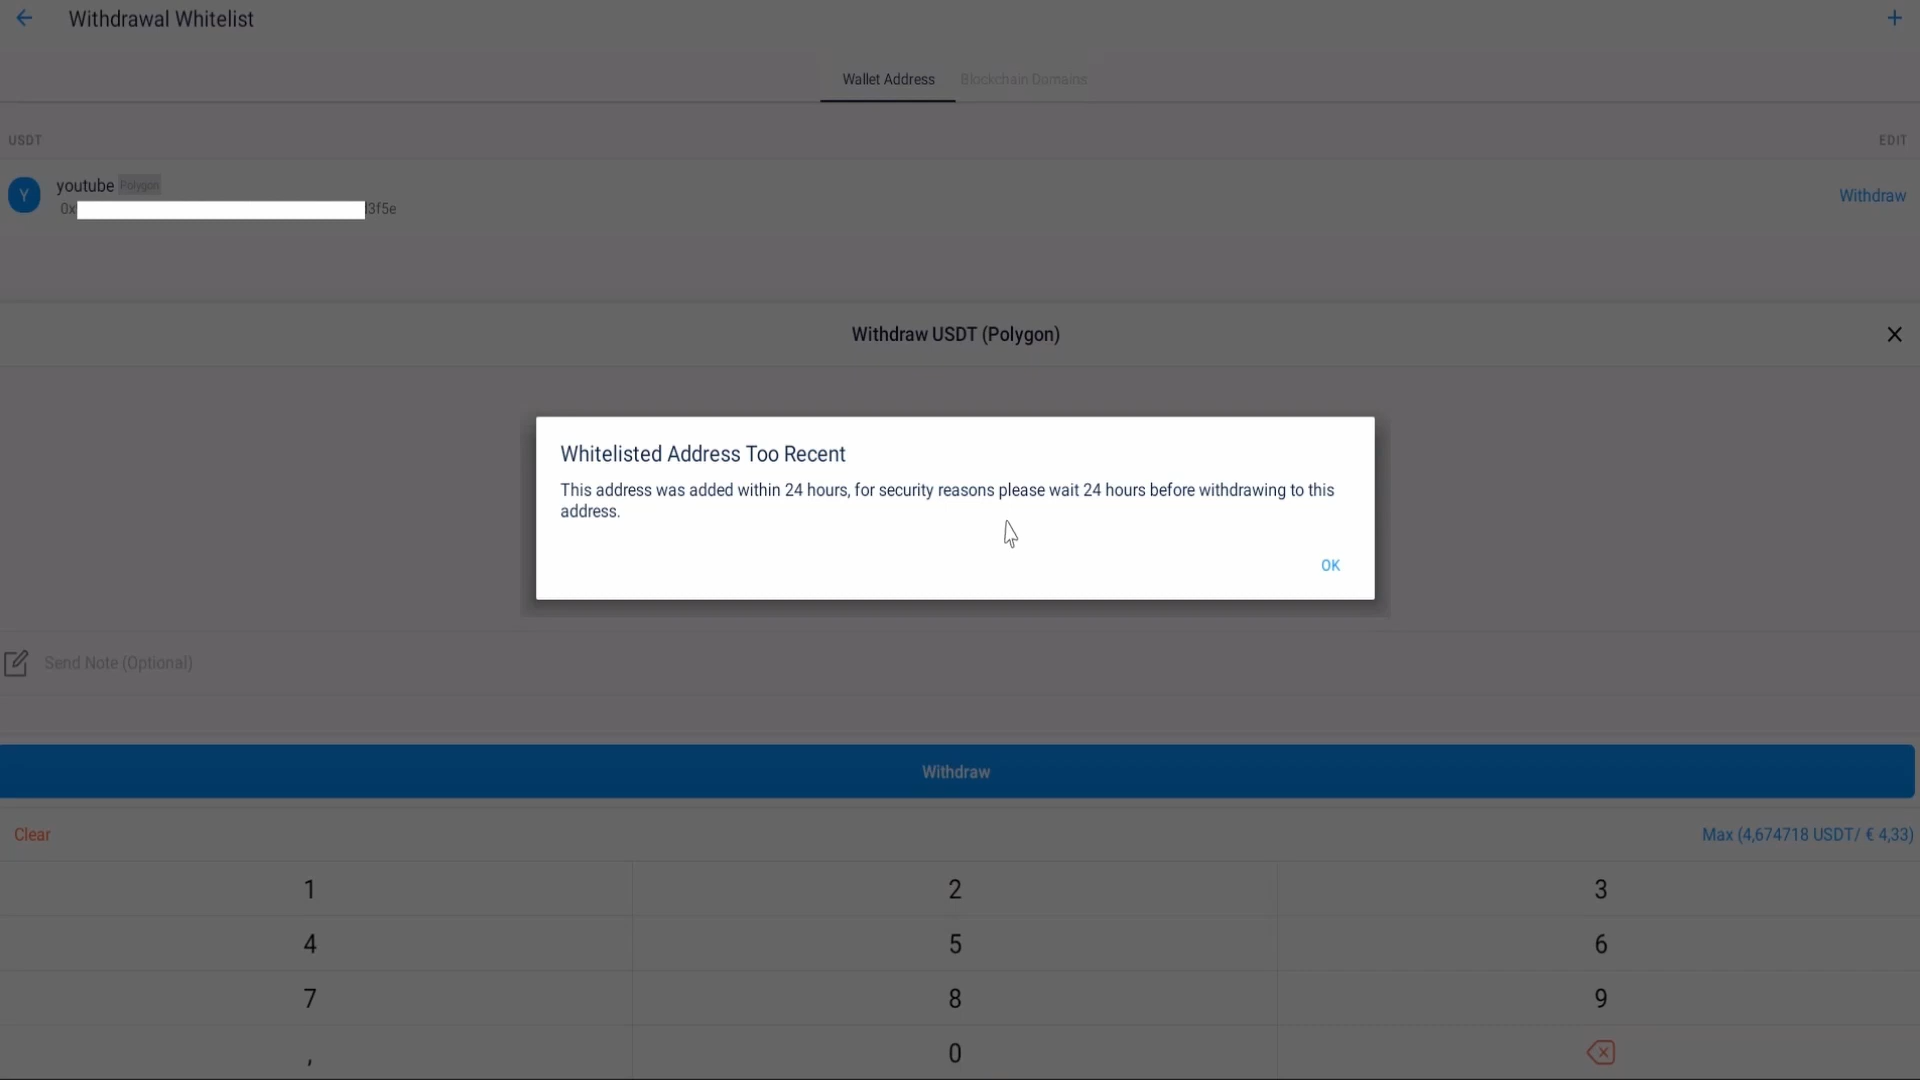 Withdrawal Whitelist
Wallet Address Blockchain Domains
USDT EDIT
Y youtube Polygon Withdraw
0x 3f5e
Withdraw USDT (Polygon)
Whitelisted Address Too Recent
This address was added within 24 hours, for security reasons please wait 24 hours before withdrawing to this
address.
OK
Send Note (Optional)
Withdraw
Clear Max (4,674718 USDT/ € 4,33)
1 2 3
4 5 6
7 8 9
, 0